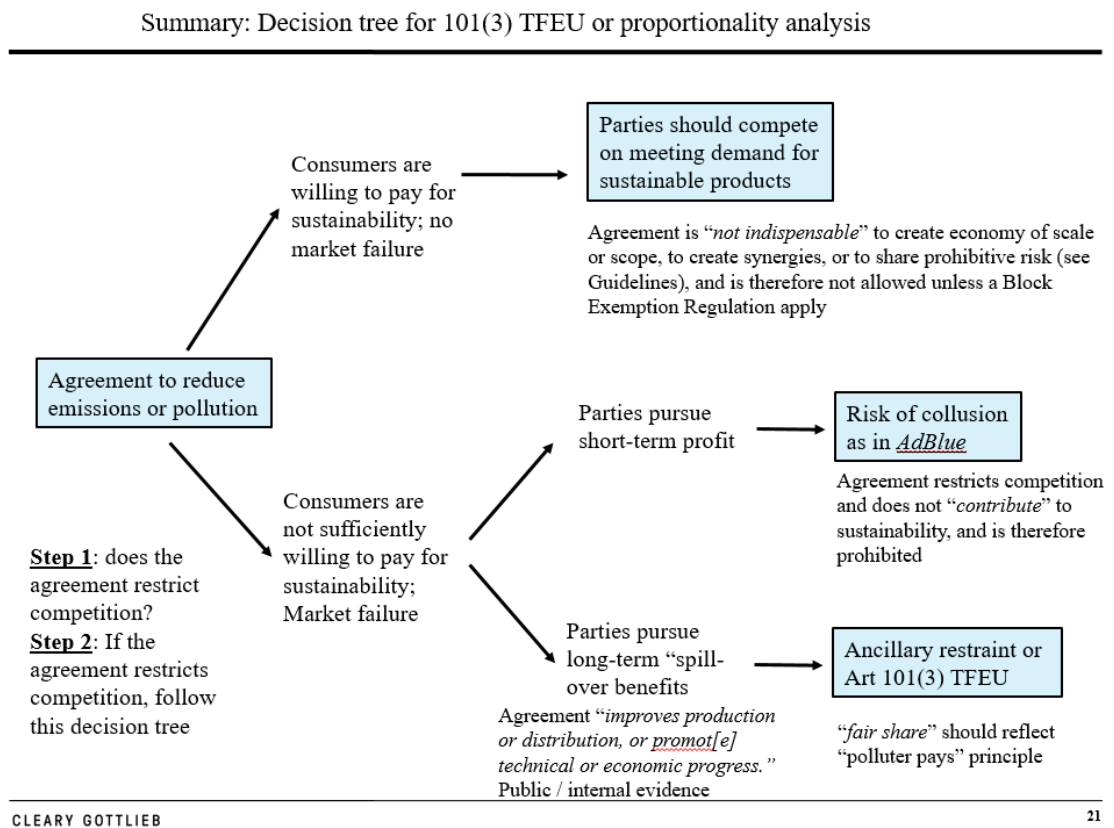 Summary: Decision tree for 101(3) TFEU or proportionality analysis
Consumers are
willing to pay for
sustainability; no
market failure
Parties should compete
on meeting demand for
sustainable products
Agreement is “not indispensable” to create economy of scale
or scope, to create synergies, or to share prohibitive risk (see
Guidelines), and is therefore not allowed unless a Block
Exemption Regulation apply
Agreement to reduce
emissions or pollution
Consumers are
not sufficiently
willing to pay for
sustainability;
Market failure
Parties pursue
short-term profit
Risk of collusion
as in AdBlue
Agreement restricts competition
and does not “contribute” to
sustainability, and is therefore
prohibited
Step 1: does the
agreement restrict
competition?
Step 2: If the
agreement restricts
competition, follow
this decision tree
Parties pursue
long-term “spill-
over benefits
Agreement “improves production
or distribution, or promot[e]
technical or economic progress.”
Public / internal evidence
Ancillary restraint or
Art 101(3) TFEU
“fair share” should reflect
“polluter pays” principle
CLEARY GOTTLIEB
21